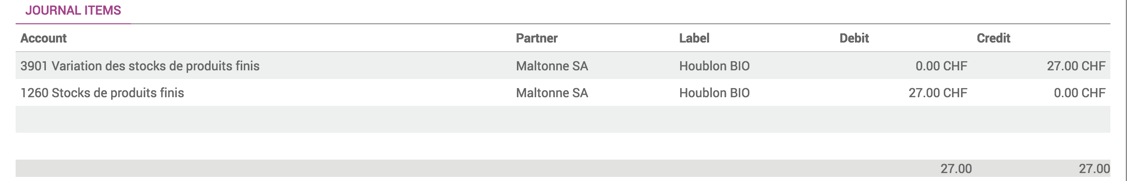 JOURNAL ITEMS
Account Partner Label Debit Credit
3901 Variation des stocks de produits finis Maltonne SA Houblon BIO 0.00 CHF 27.00 CHF
1260 Stocks de produits finis Maltonne SA Houblon BIO 27.00 CHF 0.00 CHF
27.00 27.00